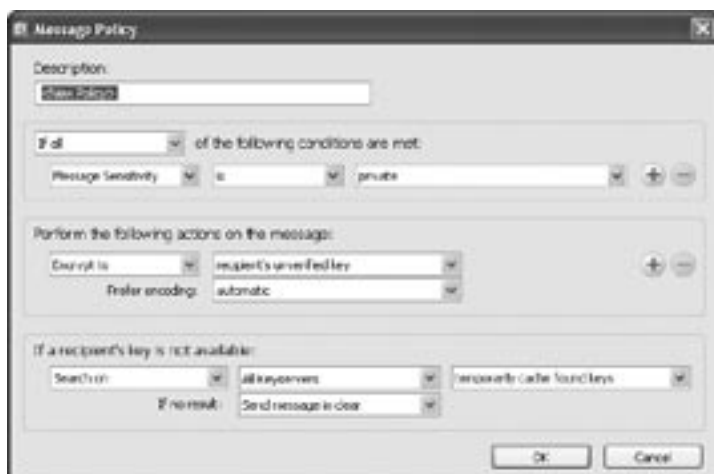 Message Policy
Description:
<New Policy>
If all of the following conditions are met:
Message Sensitivity is private
Perform the following actions on the message:
Encrypt to recipient's unverified key
Prefer encoding: automatic
If a recipient's key is not available:
Search on all keyservers temporarily cache found keys
If no result: Send message in clear
OK Cancel